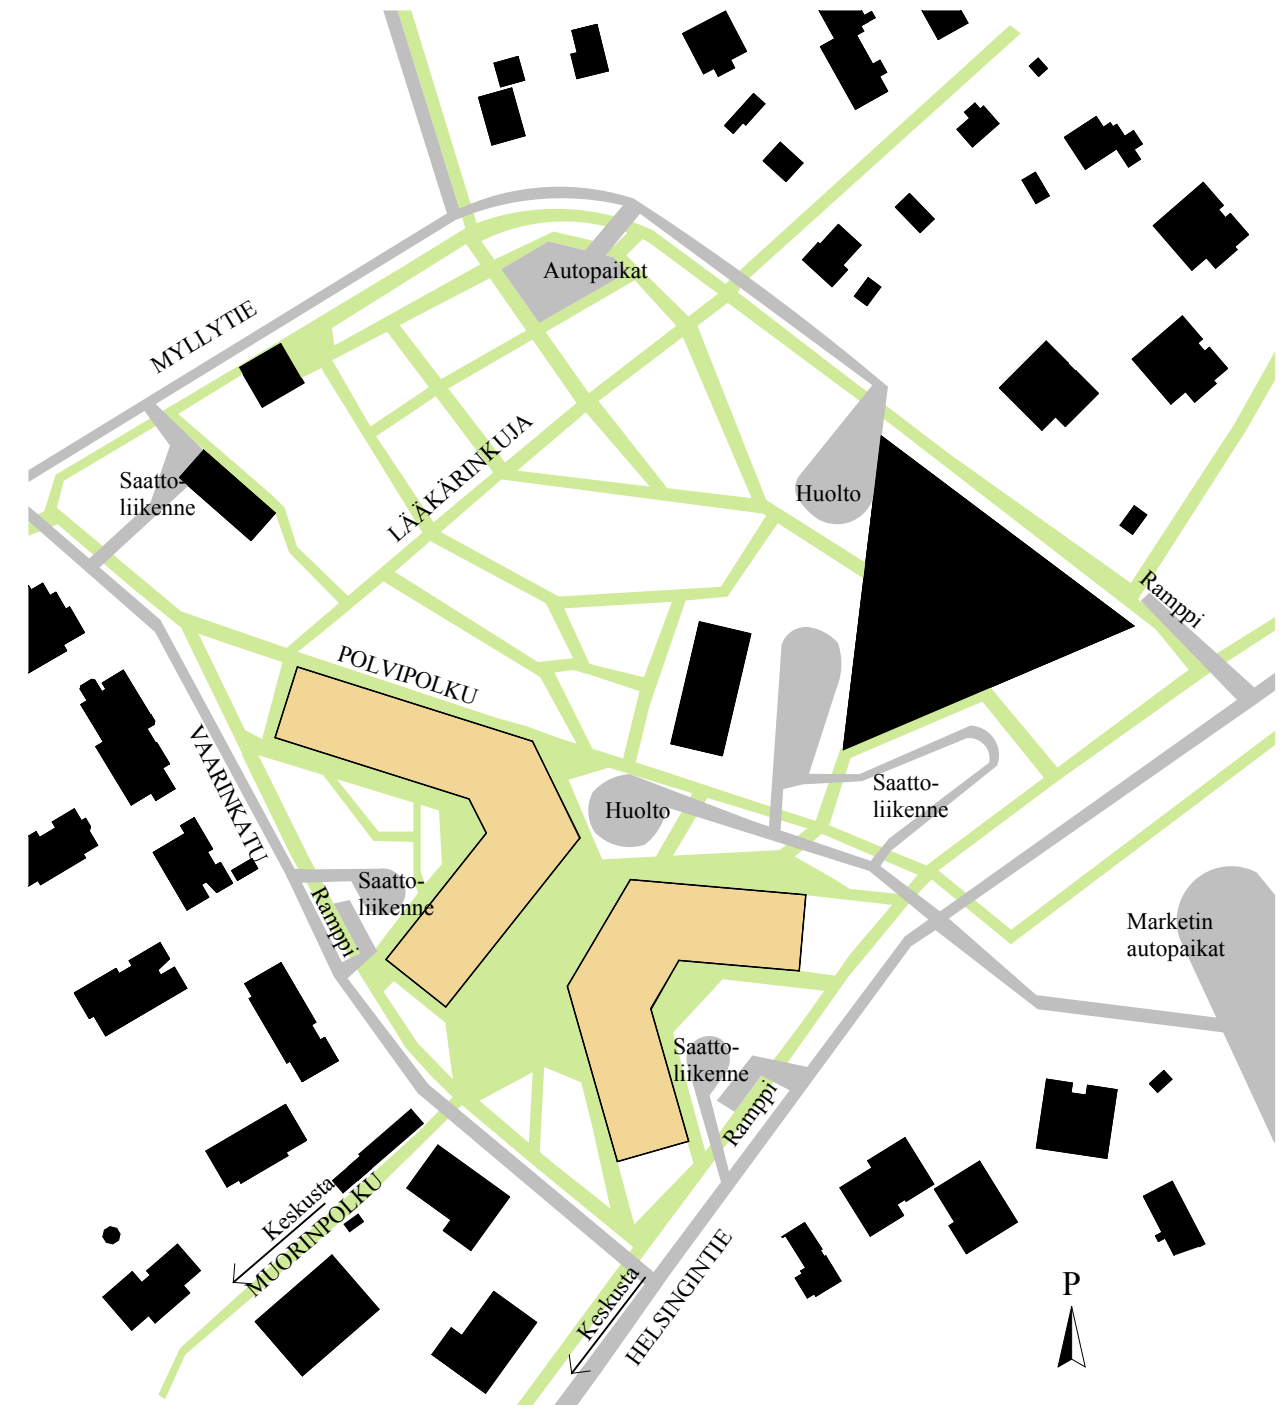 Autopaikat
MYLLYTIE
Saatto-
liikenne
LÄÄKÄRINKUJA
Huolto
Ramppi
POLVIPOLKU
VAARINKATU
Huolto
Saatto-
liikenne
Saatto-
liikenne
Ramppi
Marketin
autopaikat
Saatto-
liikenne
Ramppi
Keskusta
MUORINPOLKU
Keskusta
HELSINGINTIE
P